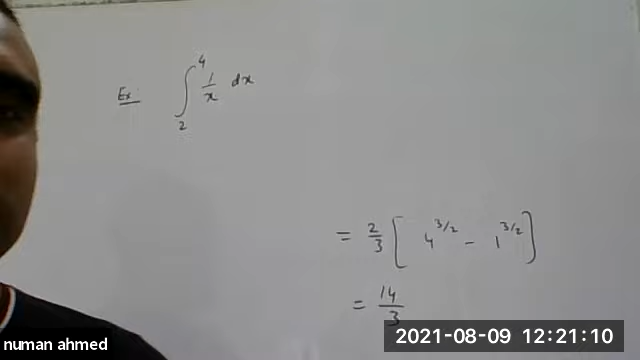 Ex: ∫₂⁴ 1/x dx
= 2/3 [ 4^3/2 - 1^3/2 ]
= 14/3
2021-08-09 12:21:10
numan ahmed